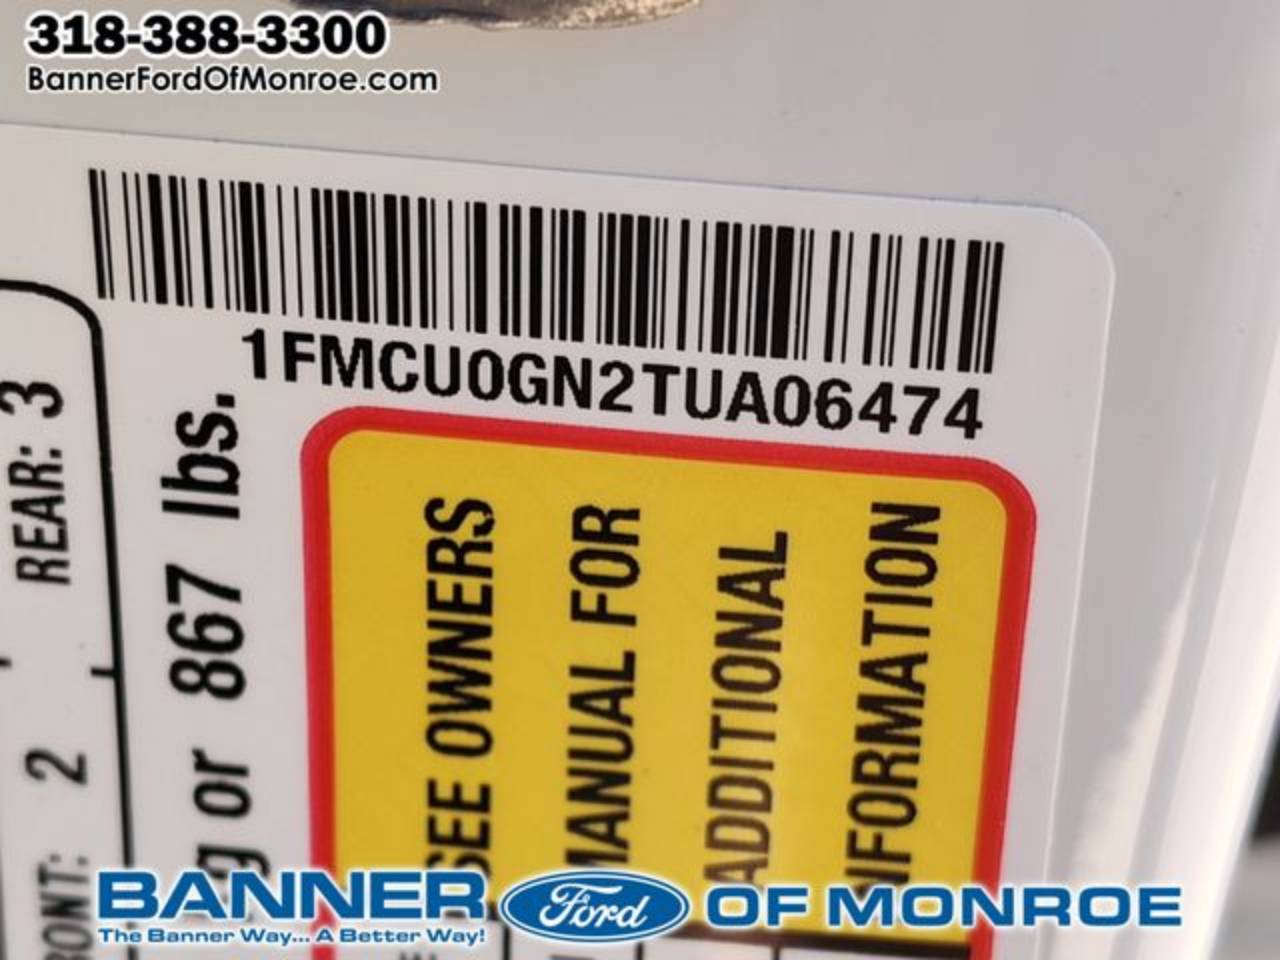 318-388-3300
BannerFordOfMonroe.com
1FMCU0GN2TUA06474
REAR: 3
2
or 867 lbs.
SEE OWNERS
MANUAL FOR
ADDITIONAL
INFORMATION
BANNER Ford OF MONROE
The Banner Way... A Better Way!